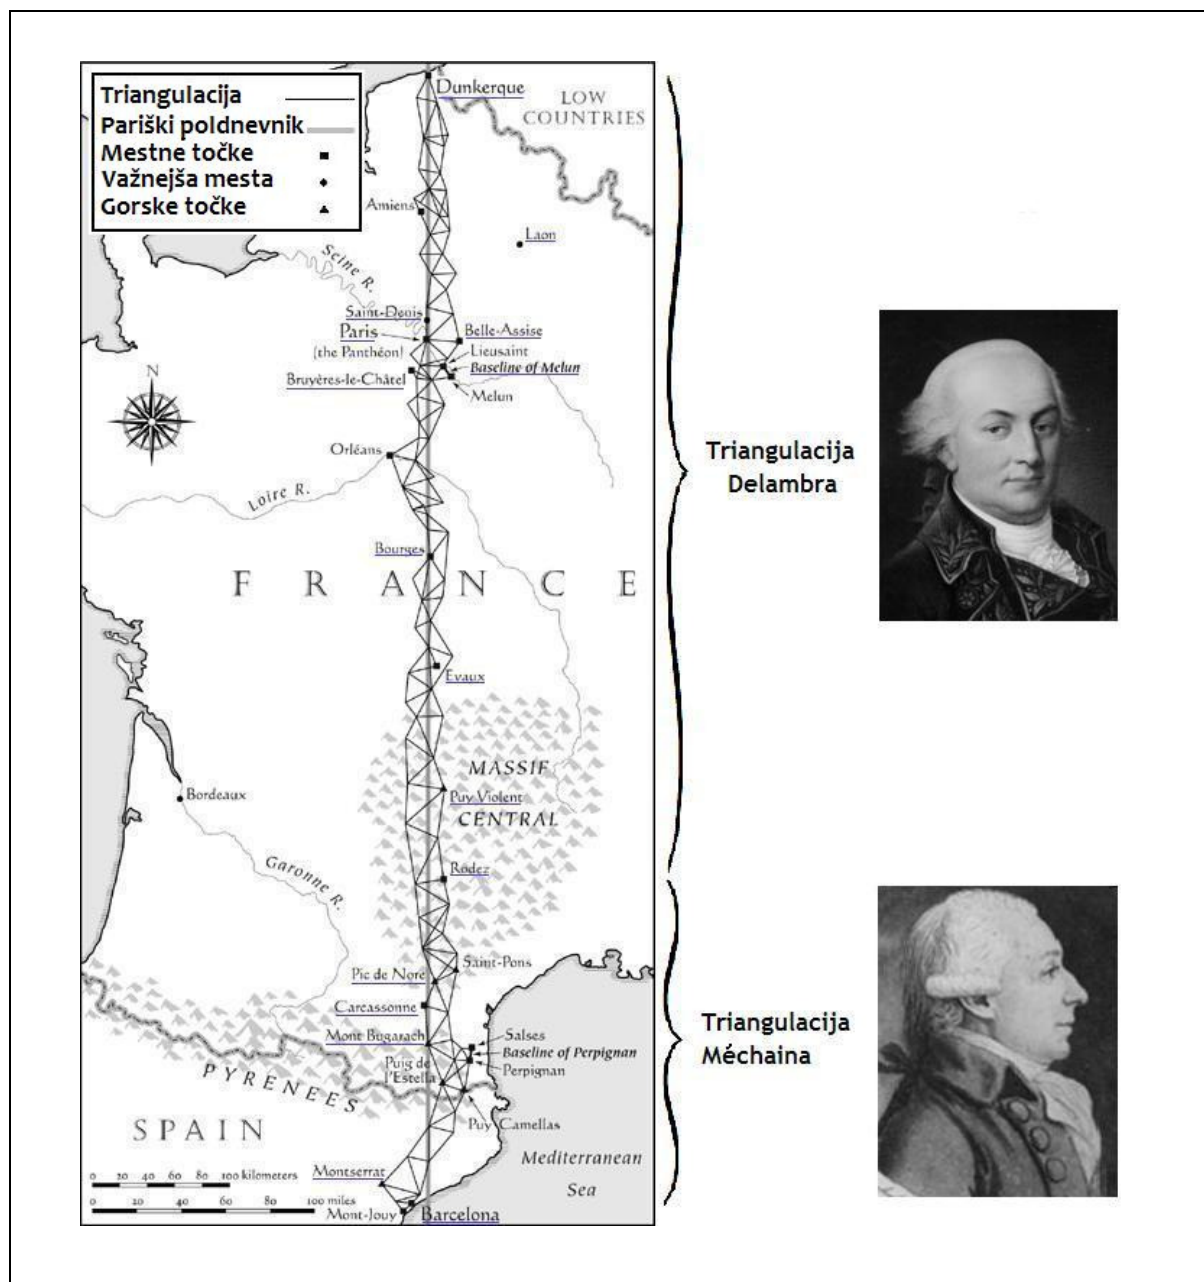 Triangulacija
Pariški poldnevnik
Mestne točke
Važnejša mesta
Gorske točke
Dunkerque
LOW
COUNTRIES
Amiens
Laon
Seine R.
Saint-Denis
Paris
(the Panthéon)
Belle-Assise
Lieusaint
Baseline of Melun
Bruyères-le-Châtel
Melun
N
Orléans
Loire R.
Bourges
FRANCE
Evaux
MASSIF
CENTRAL
Puy Violent
Bordeaux
Rodez
Garonne R.
Saint-Pons
Pic de Nore
Carcassonne
Mont Bugarach
Salses
Baseline of Perpignan
Perpignan
Puig de
l'Estella
PYRENEES
Puy Camellas
SPAIN
Mediterranean
Sea
Montserrat
0 20 40 60 80 100 kilometers
0 20 40 60 80 100 miles
Mont-Jouy
Barcelona
Triangulacija
Delambra
Triangulacija
Méchaina